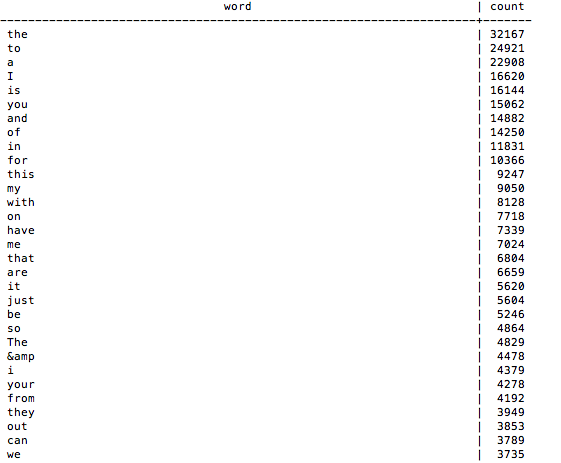 word | count
the | 32167
to | 24921
a | 22908
I | 16620
is | 16144
you | 15062
and | 14882
of | 14250
in | 11831
for | 10366
this | 9247
my | 9050
with | 8128
on | 7718
have | 7339
me | 7024
that | 6804
are | 6659
it | 5620
just | 5604
be | 5246
so | 4864
The | 4829
&amp | 4478
i | 4379
your | 4278
from | 4192
they | 3949
out | 3853
can | 3789
we | 3735